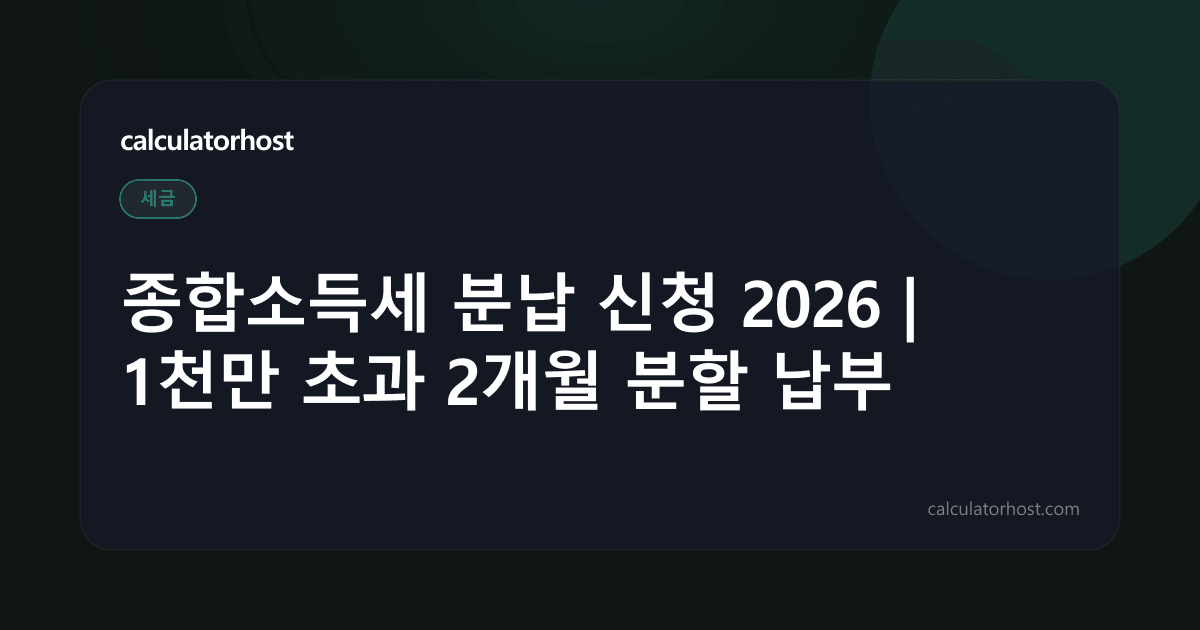 calculatorhost
세금
종합소득세 분납 신청 2026 |
1천만 초과 2개월 분할 납부
calculatorhost.com